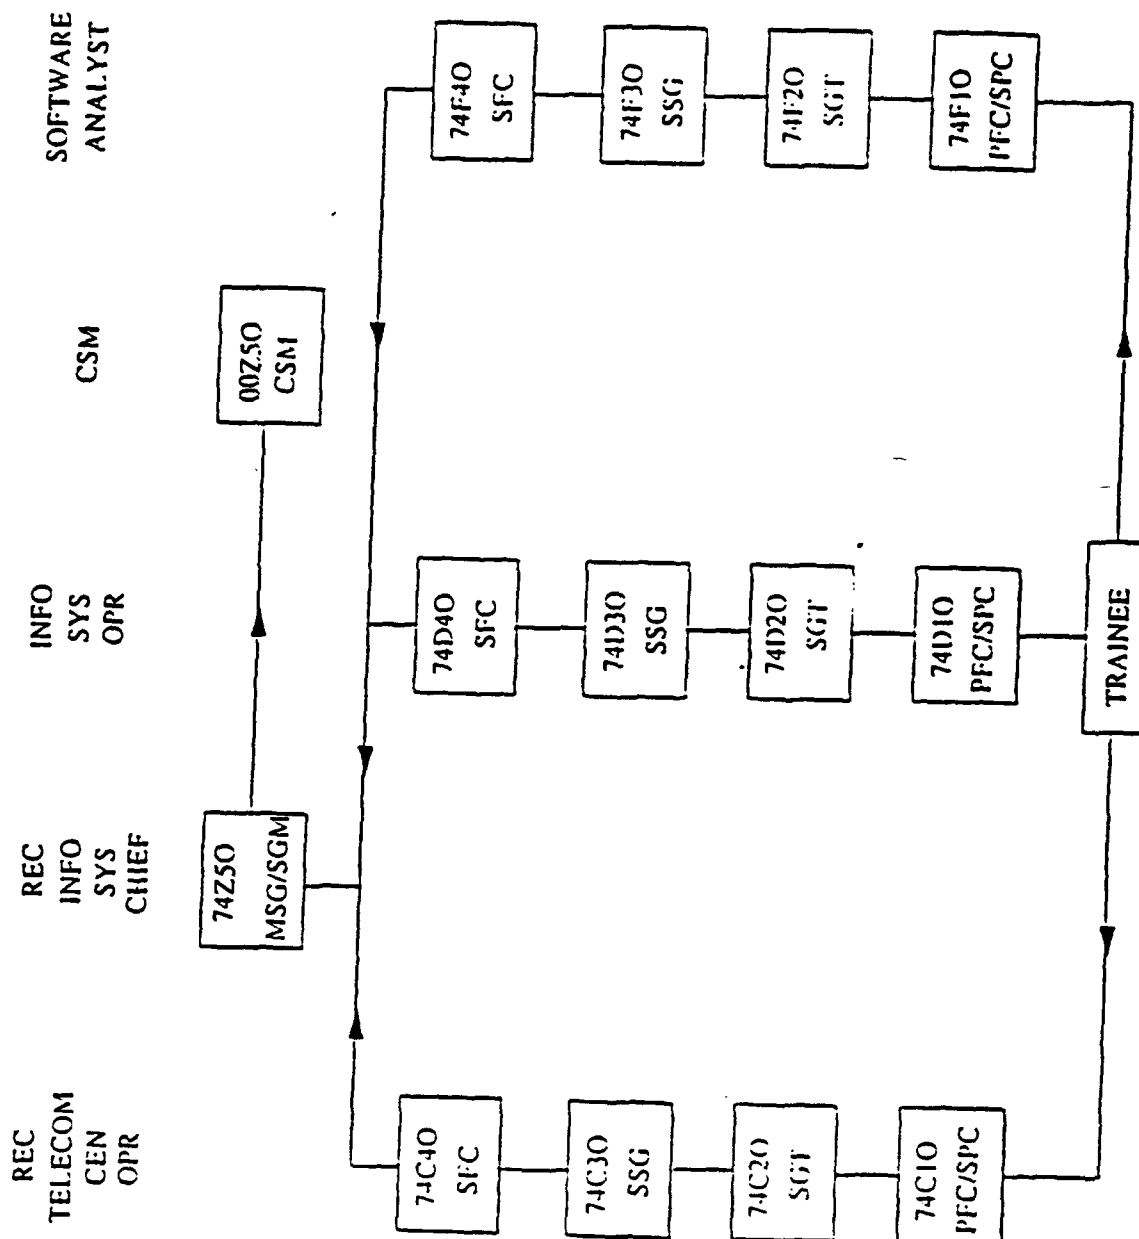 REC
TELECOM
CEN
OPR
REC
INFO
SYS
CHIEF
INFO
SYS
OPR
CSM
SOFTWARE
ANALYST
74Z5O
MSG/SGM
00Z5O
CSM
74C4O
SFC
74D4O
SFC
74F4O
SFC
74C3O
SSG
74D3O
SSG
74F3O
SSG
74C2O
SGT
74D2O
SGT
74F2O
SGT
74C1O
PFC/SPC
74D1O
PFC/SPC
74F1O
PFC/SPC
TRAINEE